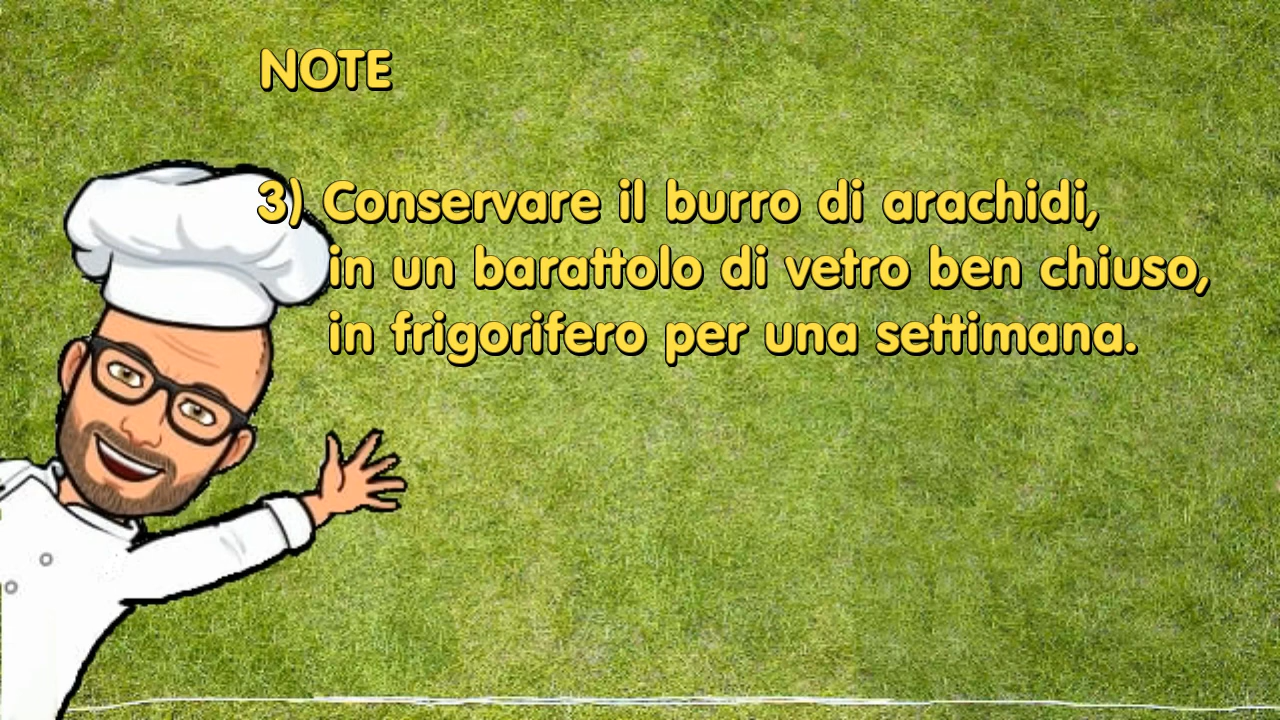 NOTE
3) Conservare il burro di arachidi,
in un barattolo di vetro ben chiuso,
in frigorifero per una settimana.